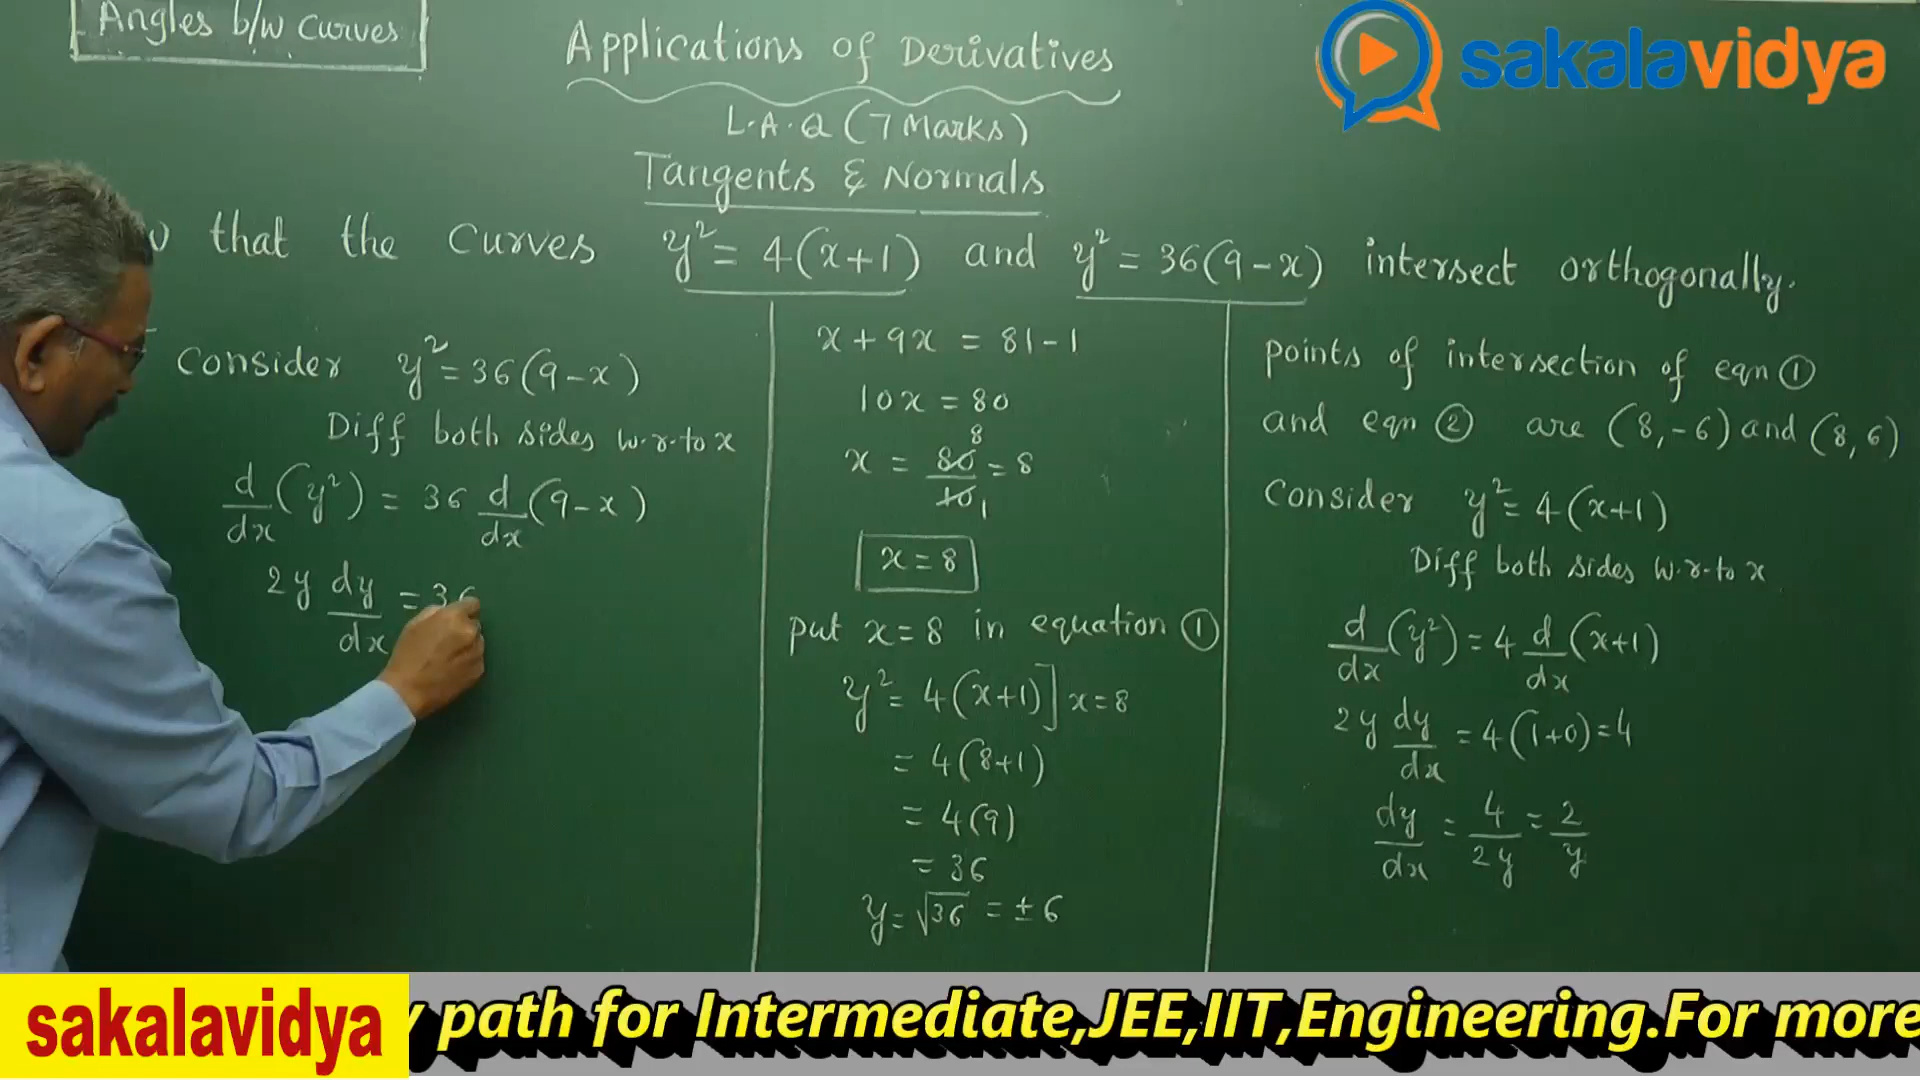 Angles b/w Curves
Applications of Derivatives
sakalavidya
L.A.Q (7 Marks)
Tangents & Normals
that the curves y² = 4(x+1) and y² = 36(9-x) intersect orthogonally.
Consider y² = 36(9-x)
Diff both sides w.r.to x
d/dx (y²) = 36 d/dx (9-x)
2y dy/dx = 36
x + 9x = 81-1
10x = 80
x = 80/10 = 8
8
1
x = 8
put x=8 in equation ①
y² = 4(x+1)] x=8
= 4(8+1)
= 4(9)
= 36
y = √36 = ±6
points of intersection of eqn ①
and eqn ② are (8,-6) and (8,6)
Consider y² = 4(x+1)
Diff both sides w.r.to x
d/dx (y²) = 4 d/dx (x+1)
2y dy/dx = 4(1+0) = 4
dy/dx = 4/2y = 2/y
sakalavidya
path for Intermediate,JEE,IIT,Engineering.For more